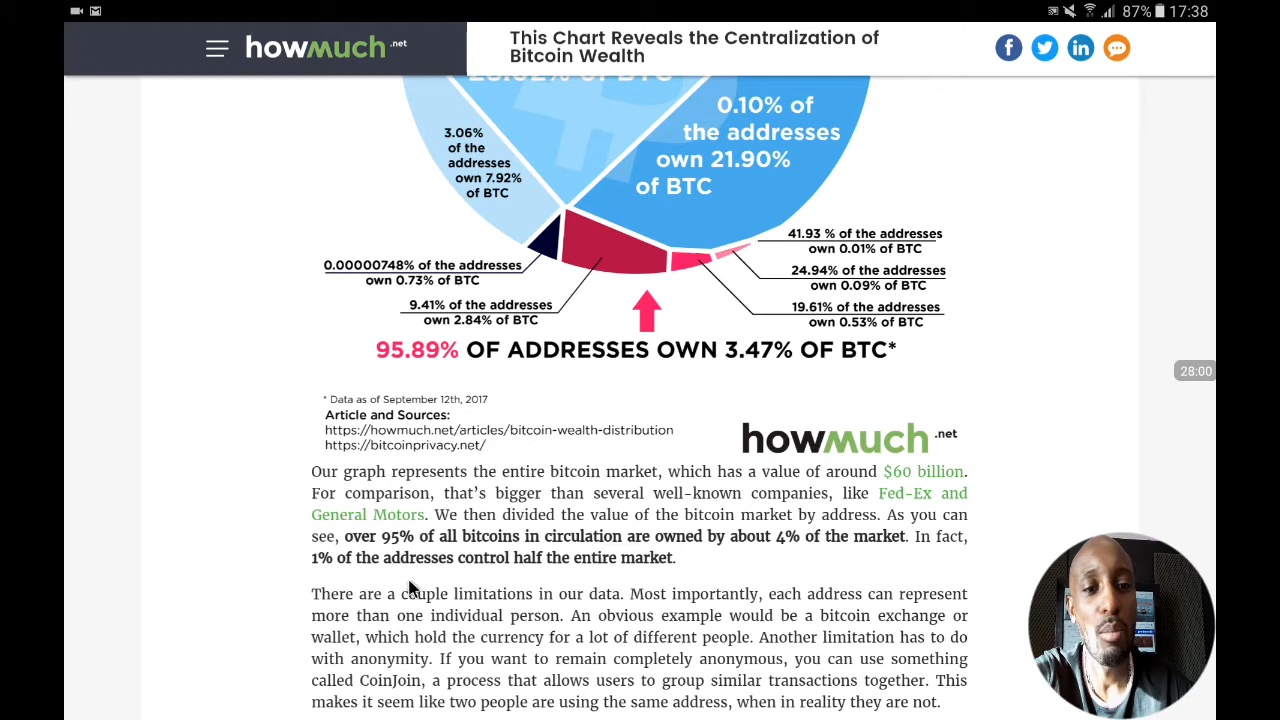 87% 17:38
howmuch.net
This Chart Reveals the Centralization of
Bitcoin Wealth
% of BTC
0.10% of
the addresses
own 21.90%
of BTC
3.06%
of the
addresses
own 7.92%
of BTC
41.93 % of the addresses
own 0.01% of BTC
0.00000748% of the addresses
own 0.73% of BTC
24.94% of the addresses
own 0.09% of BTC
9.41% of the addresses
own 2.84% of BTC
19.61% of the addresses
own 0.53% of BTC
95.89% OF ADDRESSES OWN 3.47% OF BTC*
28:00
* Data as of September 12th, 2017
Article and Sources:
https://howmuch.net/articles/bitcoin-wealth-distribution
https://bitcoinprivacy.net/
howmuch.net
Our graph represents the entire bitcoin market, which has a value of around $60 billion.
For comparison, that's bigger than several well-known companies, like Fed-Ex and
General Motors. We then divided the value of the bitcoin market by address. As you can
see, over 95% of all bitcoins in circulation are owned by about 4% of the market. In fact,
1% of the addresses control half the entire market.
There are a couple limitations in our data. Most importantly, each address can represent
more than one individual person. An obvious example would be a bitcoin exchange or
wallet, which hold the currency for a lot of different people. Another limitation has to do
with anonymity. If you want to remain completely anonymous, you can use something
called CoinJoin, a process that allows users to group similar transactions together. This
makes it seem like two people are using the same address, when in reality they are not.